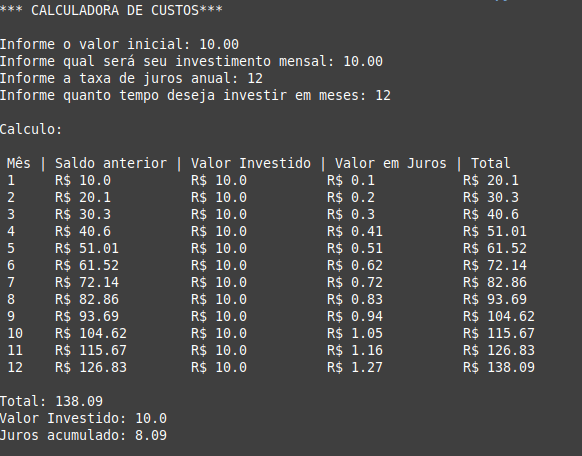 *** CALCULADORA DE CUSTOS***
Informe o valor inicial: 10.00
Informe qual será seu investimento mensal: 10.00
Informe a taxa de juros anual: 12
Informe quanto tempo deseja investir em meses: 12
Calculo:
Mês | Saldo anterior | Valor Investido | Valor em Juros | Total
1 R$ 10.0 R$ 10.0 R$ 0.1 R$ 20.1
2 R$ 20.1 R$ 10.0 R$ 0.2 R$ 30.3
3 R$ 30.3 R$ 10.0 R$ 0.3 R$ 40.6
4 R$ 40.6 R$ 10.0 R$ 0.41 R$ 51.01
5 R$ 51.01 R$ 10.0 R$ 0.51 R$ 61.52
6 R$ 61.52 R$ 10.0 R$ 0.62 R$ 72.14
7 R$ 72.14 R$ 10.0 R$ 0.72 R$ 82.86
8 R$ 82.86 R$ 10.0 R$ 0.83 R$ 93.69
9 R$ 93.69 R$ 10.0 R$ 0.94 R$ 104.62
10 R$ 104.62 R$ 10.0 R$ 1.05 R$ 115.67
11 R$ 115.67 R$ 10.0 R$ 1.16 R$ 126.83
12 R$ 126.83 R$ 10.0 R$ 1.27 R$ 138.09
Total: 138.09
Valor Investido: 10.0
Juros acumulado: 8.09